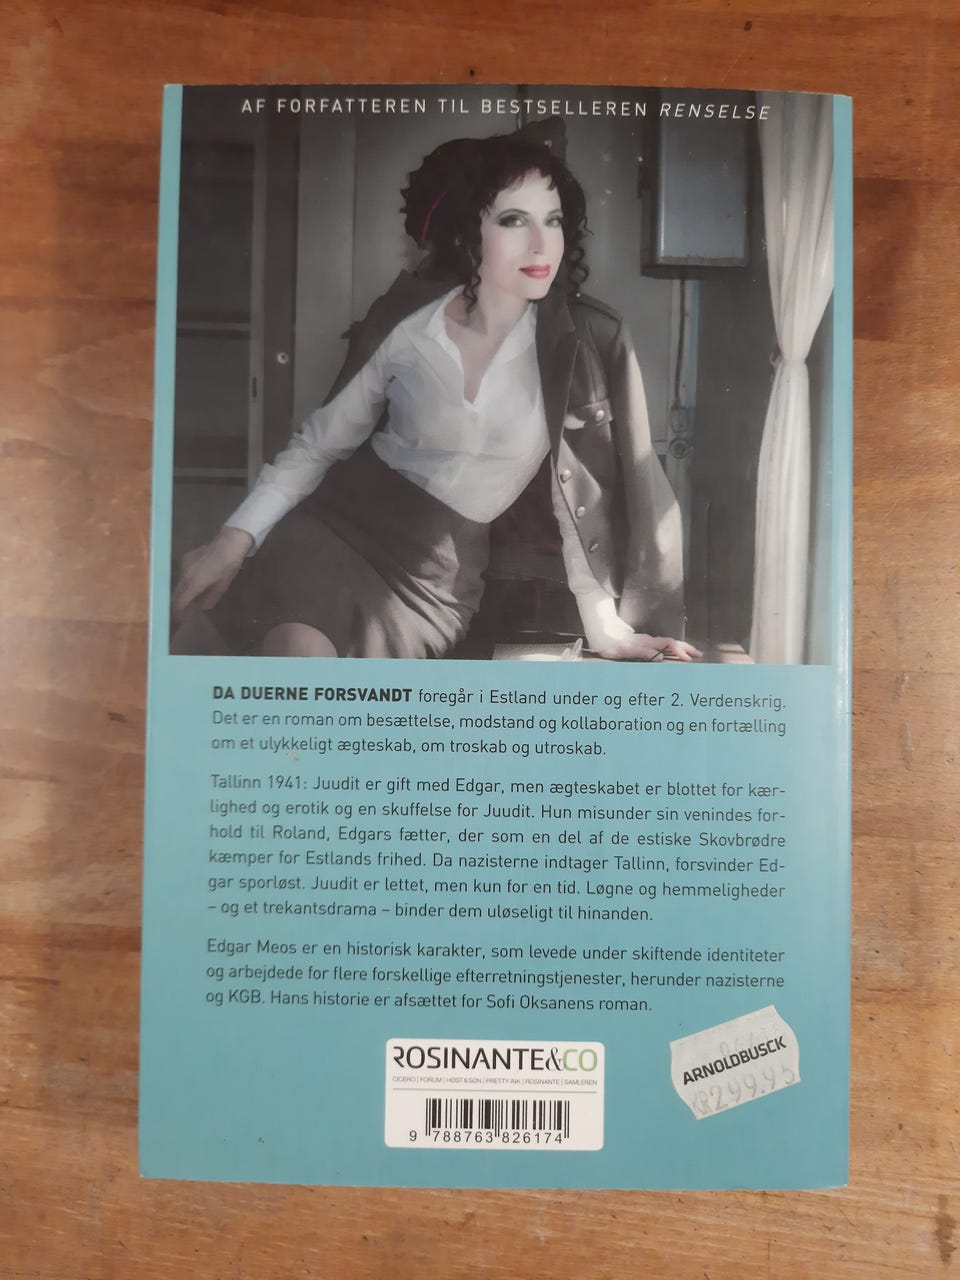 AF FORFATTEREN TIL BESTSELLEREN RENSELSE
DA DUERNE FORSVANDT foregår i Estland under og efter 2. Verdenskrig.
Det er en roman om besættelse, modstand og kollaboration og en fortælling
om et ulykkeligt ægteskab, om troskab og utroskab.
Tallinn 1941: Juudit er gift med Edgar, men ægteskabet er blottet for kær-
lighed og erotik og en skuffelse for Juudit. Hun misunder sin venindes for-
hold til Roland, Edgars fætter, der som en del af de estiske Skovbrødre
kæmper for Estlands frihed. Da nazisterne indtager Tallinn, forsvinder Ed-
gar sporløst. Juudit er lettet, men kun for en tid. Løgne og hemmeligheder
– og et trekantsdrama – binder dem uløseligt til hinanden.
Edgar Meos er en historisk karakter, som levede under skiftende identiteter
og arbejdede for flere forskellige efterretningstjenester, herunder nazisterne
og KGB. Hans historie er afsættet for Sofi Oksanens roman.
ROSINANTE&CO
CICERO | FORUM | HØST & SØN | PRETTY INK | ROSINANTE | SAMLEREN
9 788763 826174
ARNOLDBUSCK
KR299.95